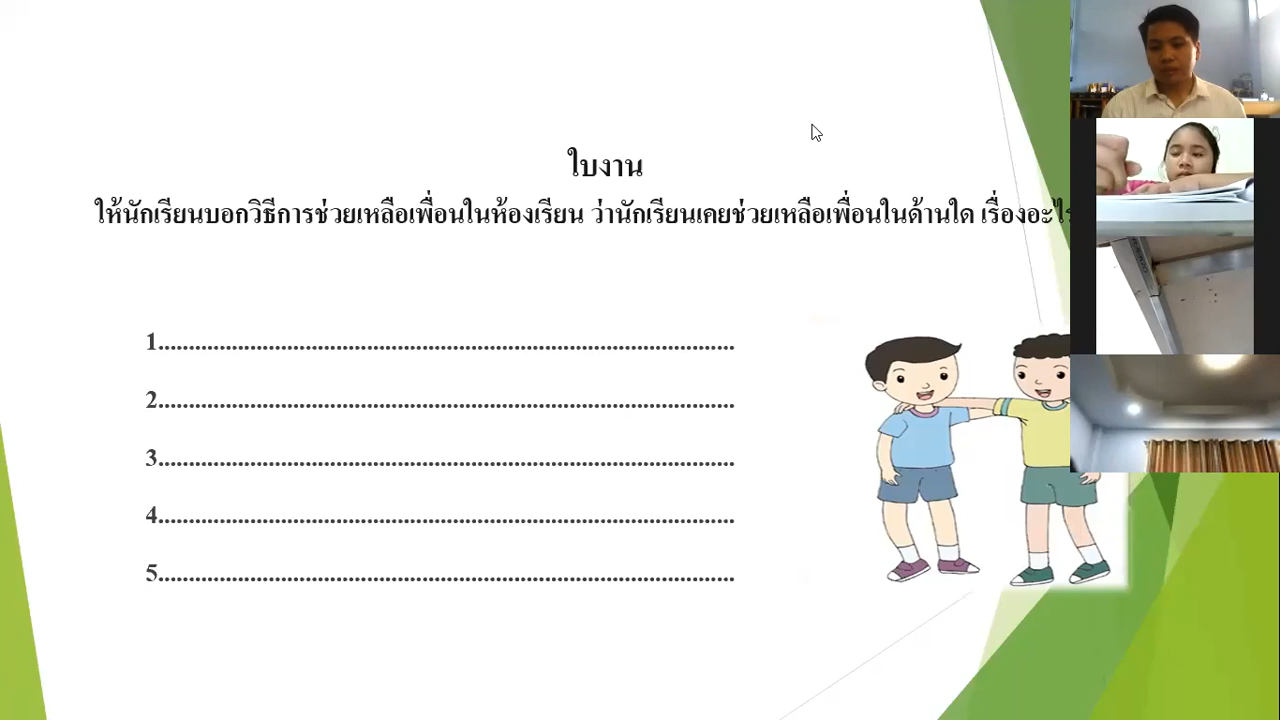 ใบงาน
ให้นักเรียนบอกวิธีการช่วยเหลือเพื่อนในห้องเรียน ว่านักเรียนเคยช่วยเหลือเพื่อนในด้านใด เรื่องอะไร
1................................................................................................
2................................................................................................
3................................................................................................
4................................................................................................
5................................................................................................